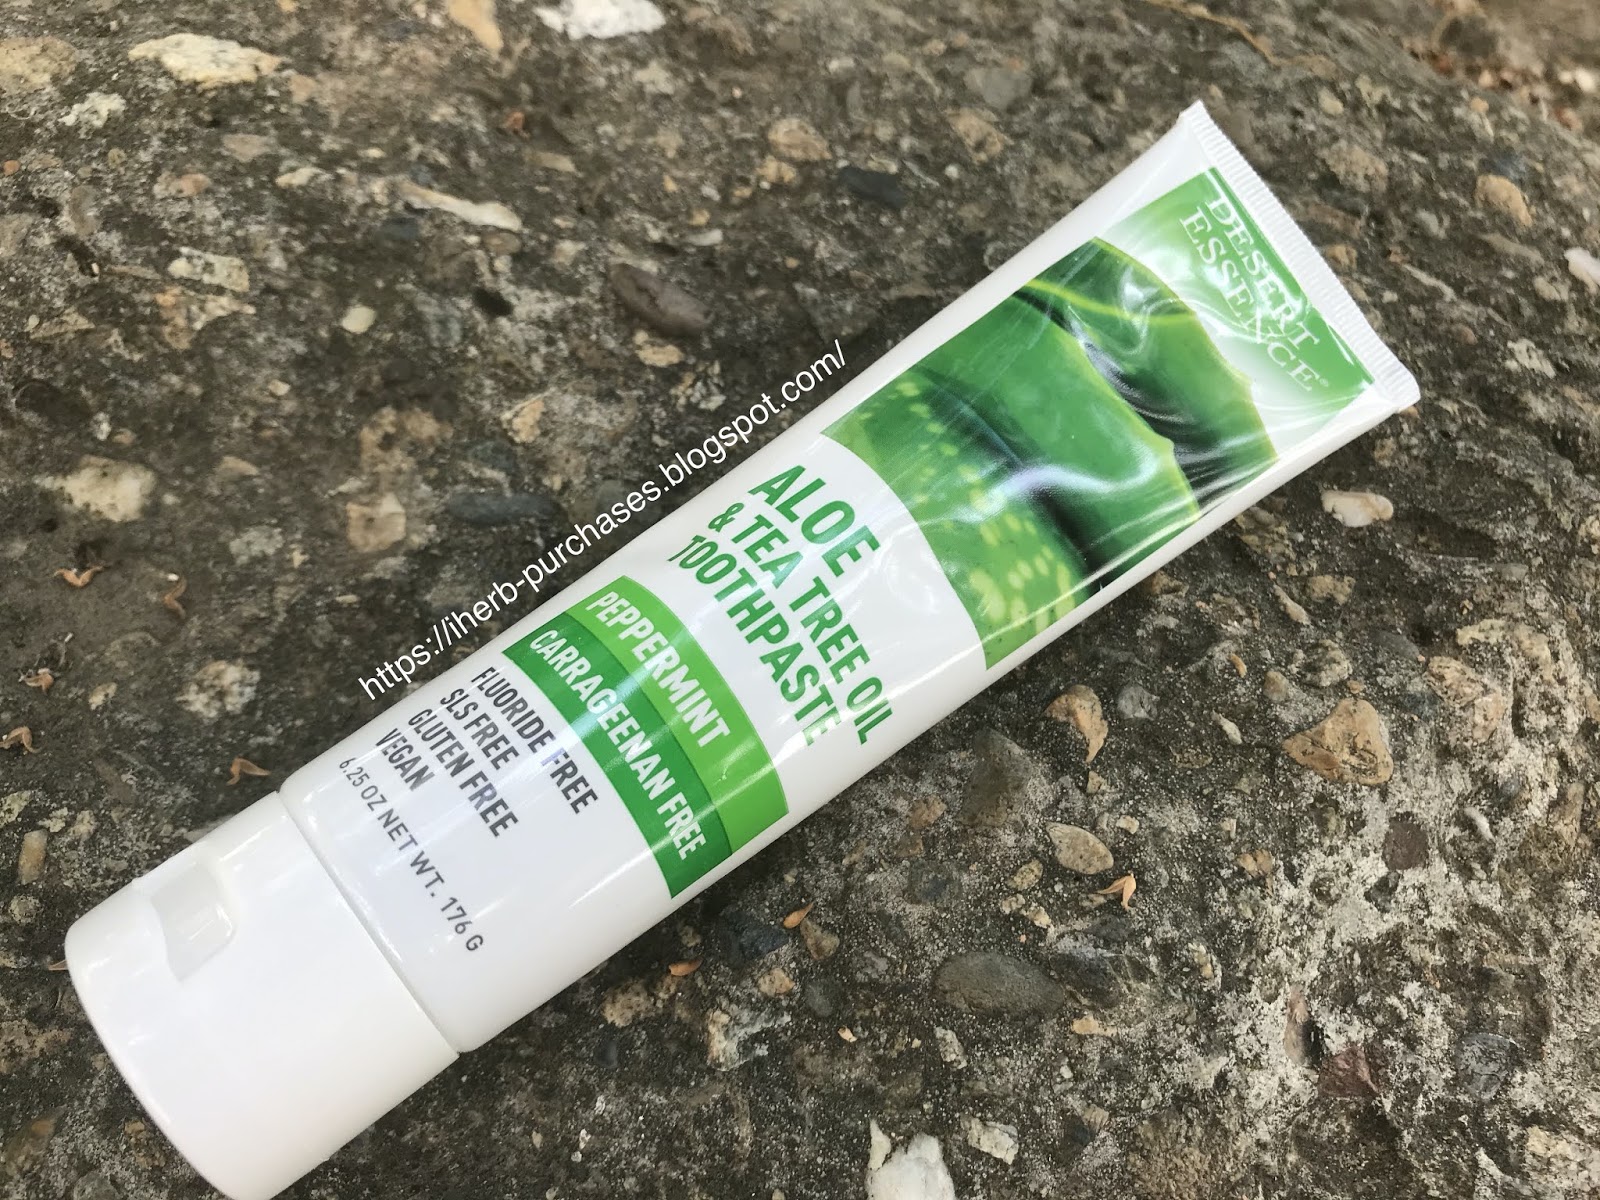 DESERT
ESSENCE®
ALOE
& TEA TREE OIL
TOOTHPASTE
PEPPERMINT
CARRAGEENAN FREE
FLUORIDE FREE
SLS FREE
GLUTEN FREE
VEGAN
6.25 OZ NET WT. 176 G
https://iherb-purchases.blogspot.com/